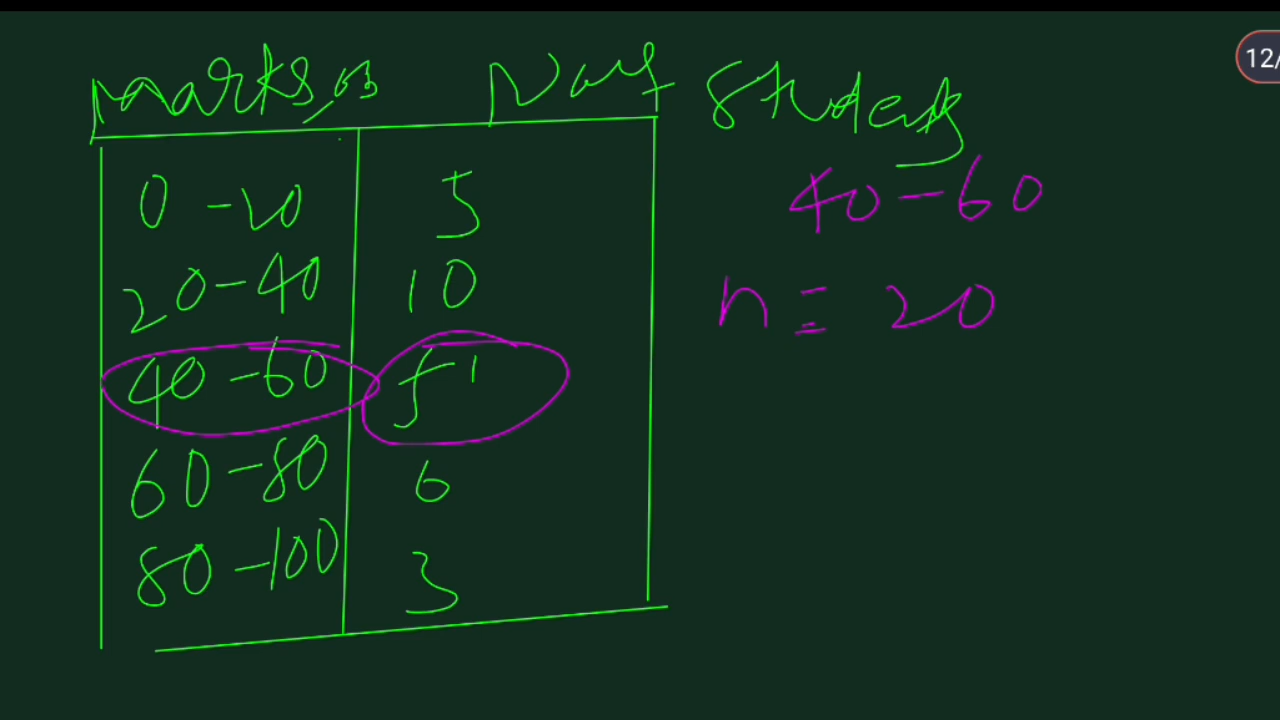 Marks No of Students
0-20 5
40-60
20-40 10
n = 20
40-60 f1
60-80 6
80-100 3
12/